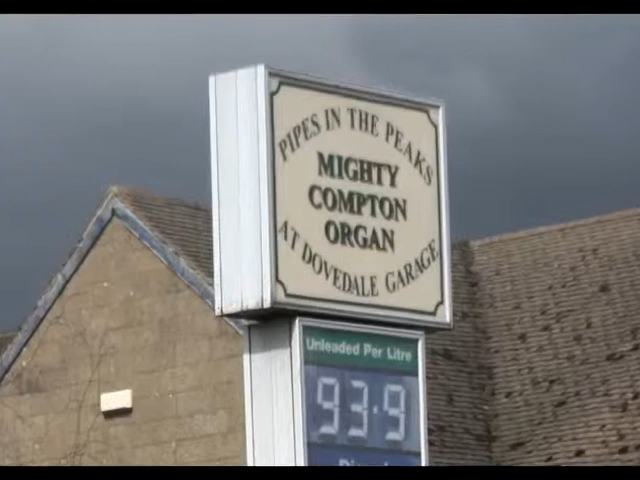 PIPES IN THE PEAKS
MIGHTY
COMPTON
ORGAN
AT DOVEDALE GARAGE
Unleaded Per Litre
93.9